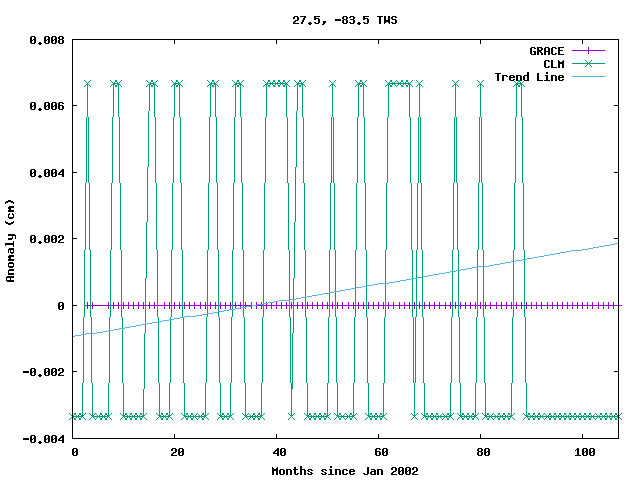 27.5, -83.5 TWS
0.008
0.006
0.004
0.002
0
-0.002
-0.004
Anomaly (cm)
GRACE
CLM
Trend Line
0 20 40 60 80 100
Months since Jan 2002